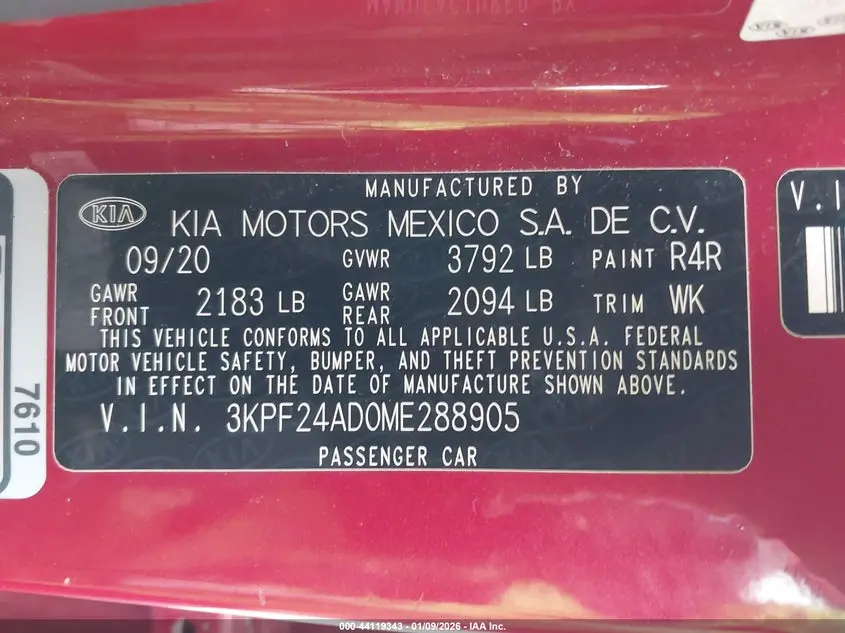 MANUFACTURED BY
KIA KIA MOTORS MEXICO S.A. DE C.V.
09/20 GVWR 3792 LB PAINT R4R
GAWR FRONT 2183 LB GAWR REAR 2094 LB TRIM WK
THIS VEHICLE CONFORMS TO ALL APPLICABLE U.S.A. FEDERAL
MOTOR VEHICLE SAFETY, BUMPER, AND THEFT PREVENTION STANDARDS
IN EFFECT ON THE DATE OF MANUFACTURE SHOWN ABOVE.
V.I.N. 3KPF24AD0ME288905
PASSENGER CAR
7610
V.I
000-44119343 - 01/09/2026 - IAA Inc.